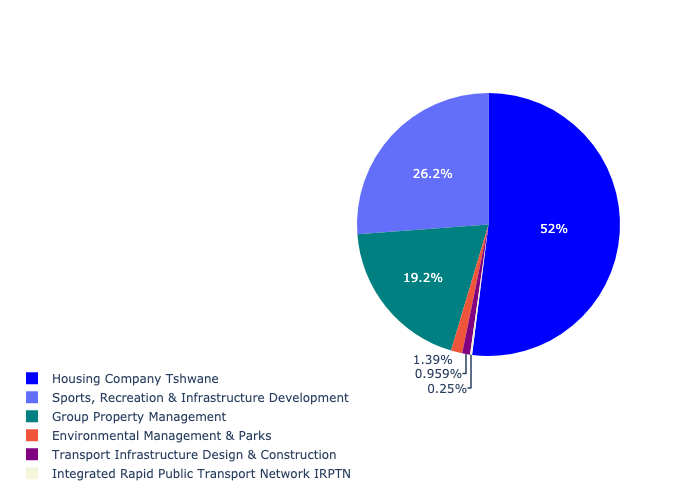 26.2%
52%
19.2%
1.39%
0.959%
0.25%
Housing Company Tshwane
Sports, Recreation & Infrastructure Development
Group Property Management
Environmental Management & Parks
Transport Infrastructure Design & Construction
Integrated Rapid Public Transport Network IRPTN